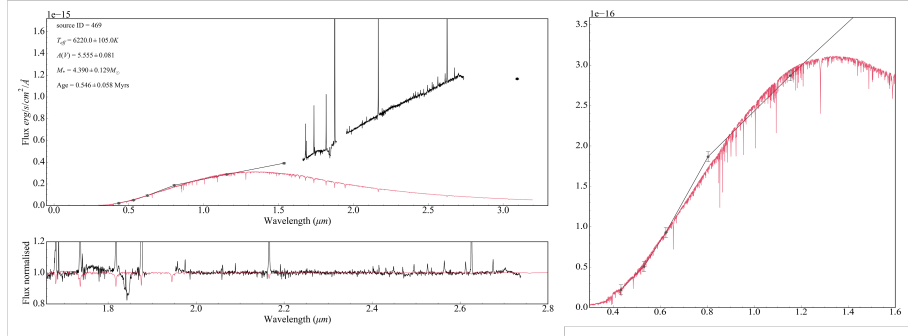 1e−15
source ID = 469
T_eff = 6220.0 ± 105.0K
A(V) = 5.555 ± 0.081
M* = 4.390 ± 0.129M☉
Age = 0.546 ± 0.058 Myrs
Flux erg/s/cm²/Å
1.6
1.4
1.2
1.0
0.8
0.6
0.4
0.2
0.0
0.0 0.5 1.0 1.5 2.0 2.5 3.0
Wavelength (μm)
Flux normalised
1.2
1.0
0.8
1.8 2.0 2.2 2.4 2.6 2.8
Wavelength (μm)
1e−16
3.5
3.0
2.5
2.0
1.5
1.0
0.5
0.0
0.4 0.6 0.8 1.0 1.2 1.4 1.6